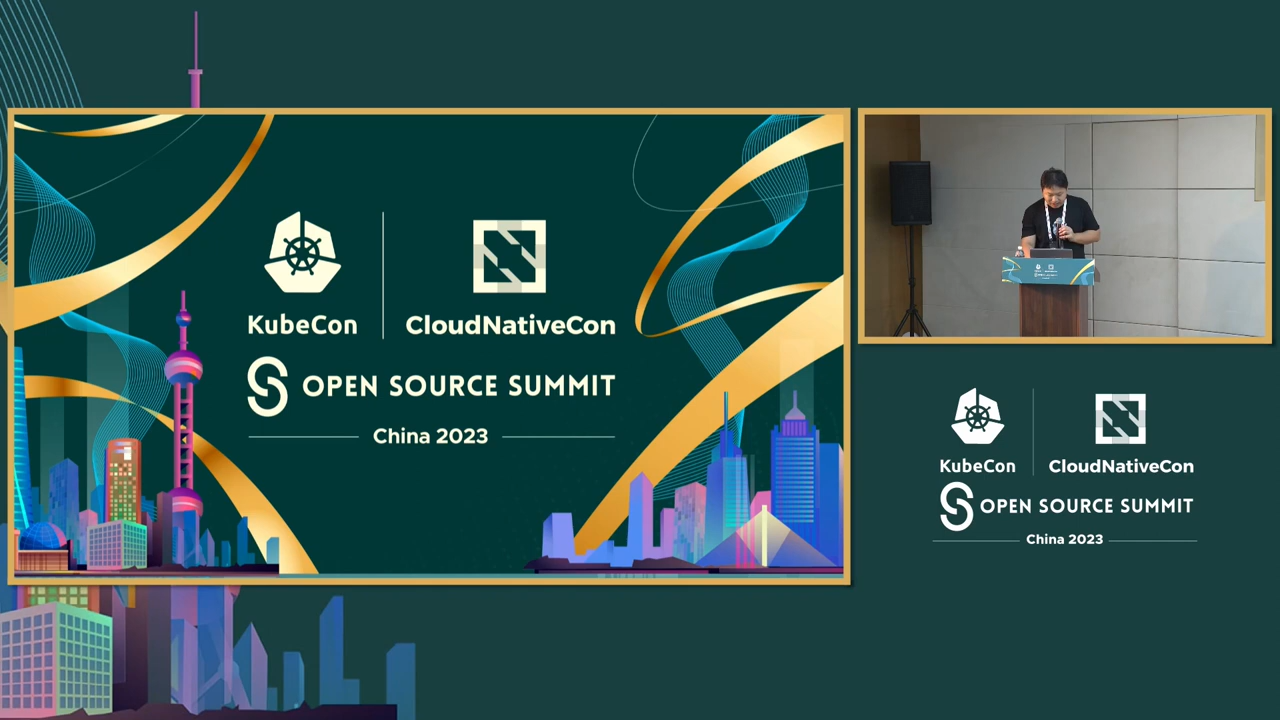 KubeCon
CloudNativeCon
OPEN SOURCE SUMMIT
China 2023
KubeCon
CloudNativeCon
OPEN SOURCE SUMMIT
China 2023